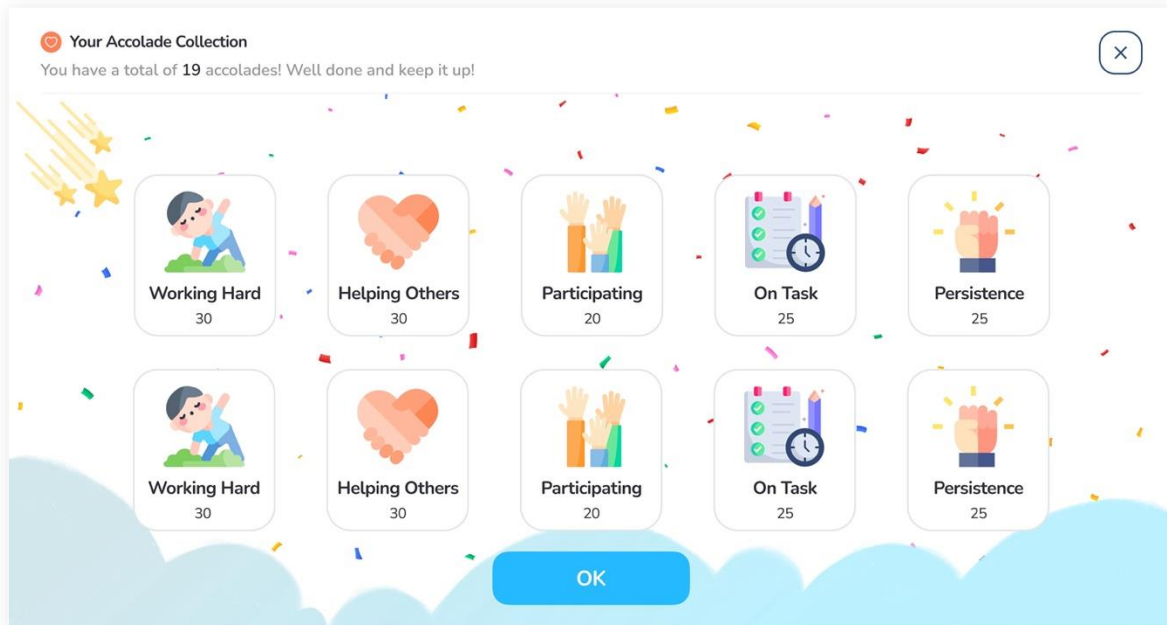 Your Accolade Collection
You have a total of 19 accolades! Well done and keep it up!
Working Hard
30
Helping Others
30
Participating
20
On Task
25
Persistence
25
Working Hard
30
Helping Others
30
Participating
20
On Task
25
Persistence
25
OK